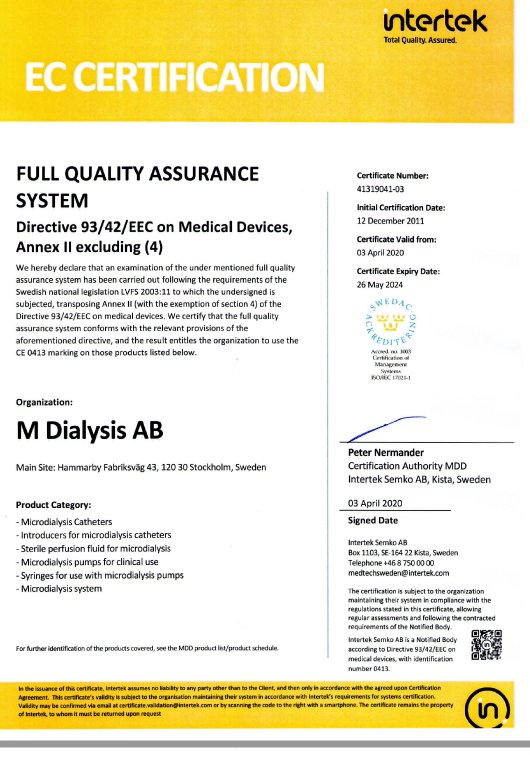 intertek
Total Quality. Assured.
EC CERTIFICATION
FULL QUALITY ASSURANCE
SYSTEM
Directive 93/42/EEC on Medical Devices,
Annex II excluding (4)
We hereby declare that an examination of the under mentioned full quality
assurance system has been carried out following the requirements of the
Swedish national legislation LVFS 2003:11 to which the undersigned is
subjected, transposing Annex II (with the exemption of section 4) of the
Directive 93/42/EEC on medical devices. We certify that the full quality
assurance system conforms with the relevant provisions of the
aforementioned directive, and the result entitles the organization to use the
CE 0413 marking on those products listed below.
Organization:
M Dialysis AB
Main Site: Hammarby Fabriksväg 43, 120 30 Stockholm, Sweden
Product Category:
- Microdialysis Catheters
- Introducers for microdialysis catheters
- Sterile perfusion fluid for microdialysis
- Microdialysis pumps for clinical use
- Syringes for use with microdialysis pumps
- Microdialysis system
For further identification of the products covered, see the MDD product list/product schedule.
Certificate Number:
41319041-03
Initial Certification Date:
12 December 2011
Certificate Valid from:
03 April 2020
Certificate Expiry Date:
26 May 2024
SWEDAC
ACKREDITERING
Accred. no. 1003
Certification of
Management
Systems
ISO/IEC 17021-1
Peter Nermander
Certification Authority MDD
Intertek Semko AB, Kista, Sweden
03 April 2020
Signed Date
Intertek Semko AB
Box 1103, SE-164 22 Kista, Sweden
Telephone +46 8 750 00 00
medtechsweden@intertek.com
The certification is subject to the organization
maintaining their system in compliance with the
regulations stated in this certificate, allowing
regular assessments and following the contracted
requirements of the Notified Body.
Intertek Semko AB is a Notified Body
according to Directive 93/42/EEC on
medical devices, with identification
number 0413.
In the issuance of this certificate, Intertek assumes no liability to any party other than to the Client, and then only in accordance with the agreed upon Certification
Agreement. This certificate's validity is subject to the organisation maintaining their system in accordance with Intertek's requirements for systems certification.
Validity may be confirmed via email at certificate.validation@intertek.com or by scanning the code to the right with a smartphone. The certificate remains the property
of Intertek, to whom it must be returned upon request
in